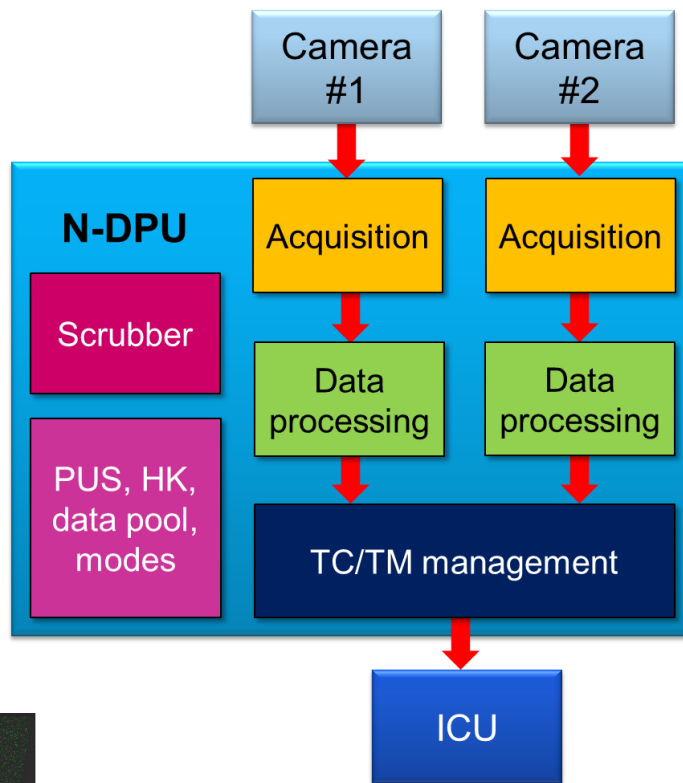 Camera
#1
Camera
#2
N-DPU
Acquisition
Acquisition
Scrubber
Data
processing
Data
processing
PUS, HK,
data pool,
modes
TC/TM management
ICU